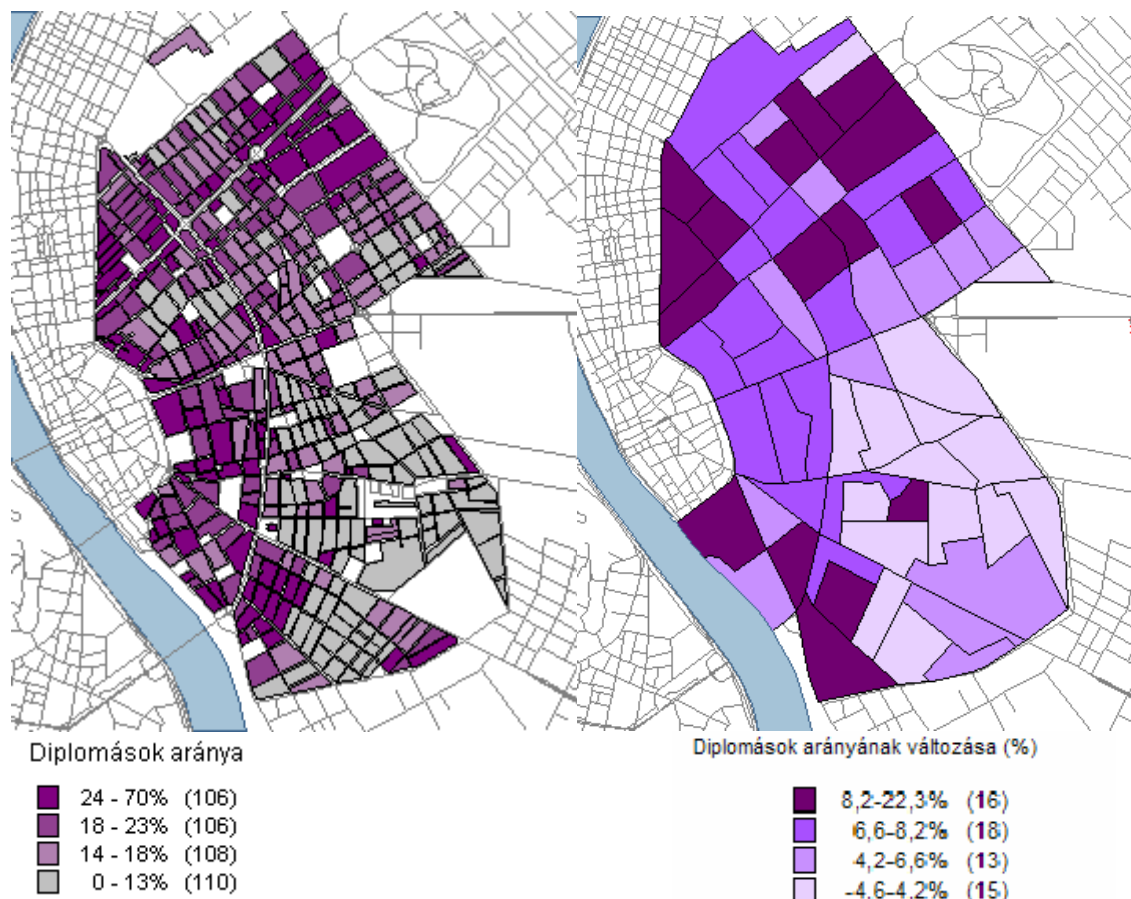 Diplomások aránya
24 - 70% (106)
18 - 23% (106)
14 - 18% (108)
0 - 13% (110)
Diplomások arányának változása (%)
8,2-22,3% (16)
6,6-8,2% (18)
4,2-6,6% (13)
-4,6-4,2% (15)